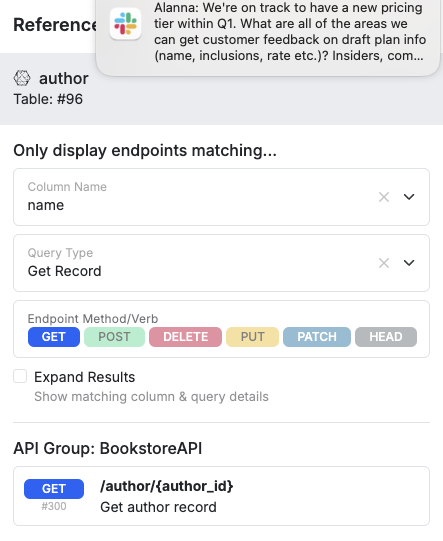 Reference
Alanna: We're on track to have a new pricing
tier within Q1. What are all of the areas we
can get customer feedback on draft plan info
(name, inclusions, rate etc.)? Insiders, com...
author
Table: #96
Only display endpoints matching...
Column Name
name
Query Type
Get Record
Endpoint Method/Verb
GET POST DELETE PUT PATCH HEAD
Expand Results
Show matching column & query details
API Group: BookstoreAPI
GET /author/{author_id}
#300 Get author record